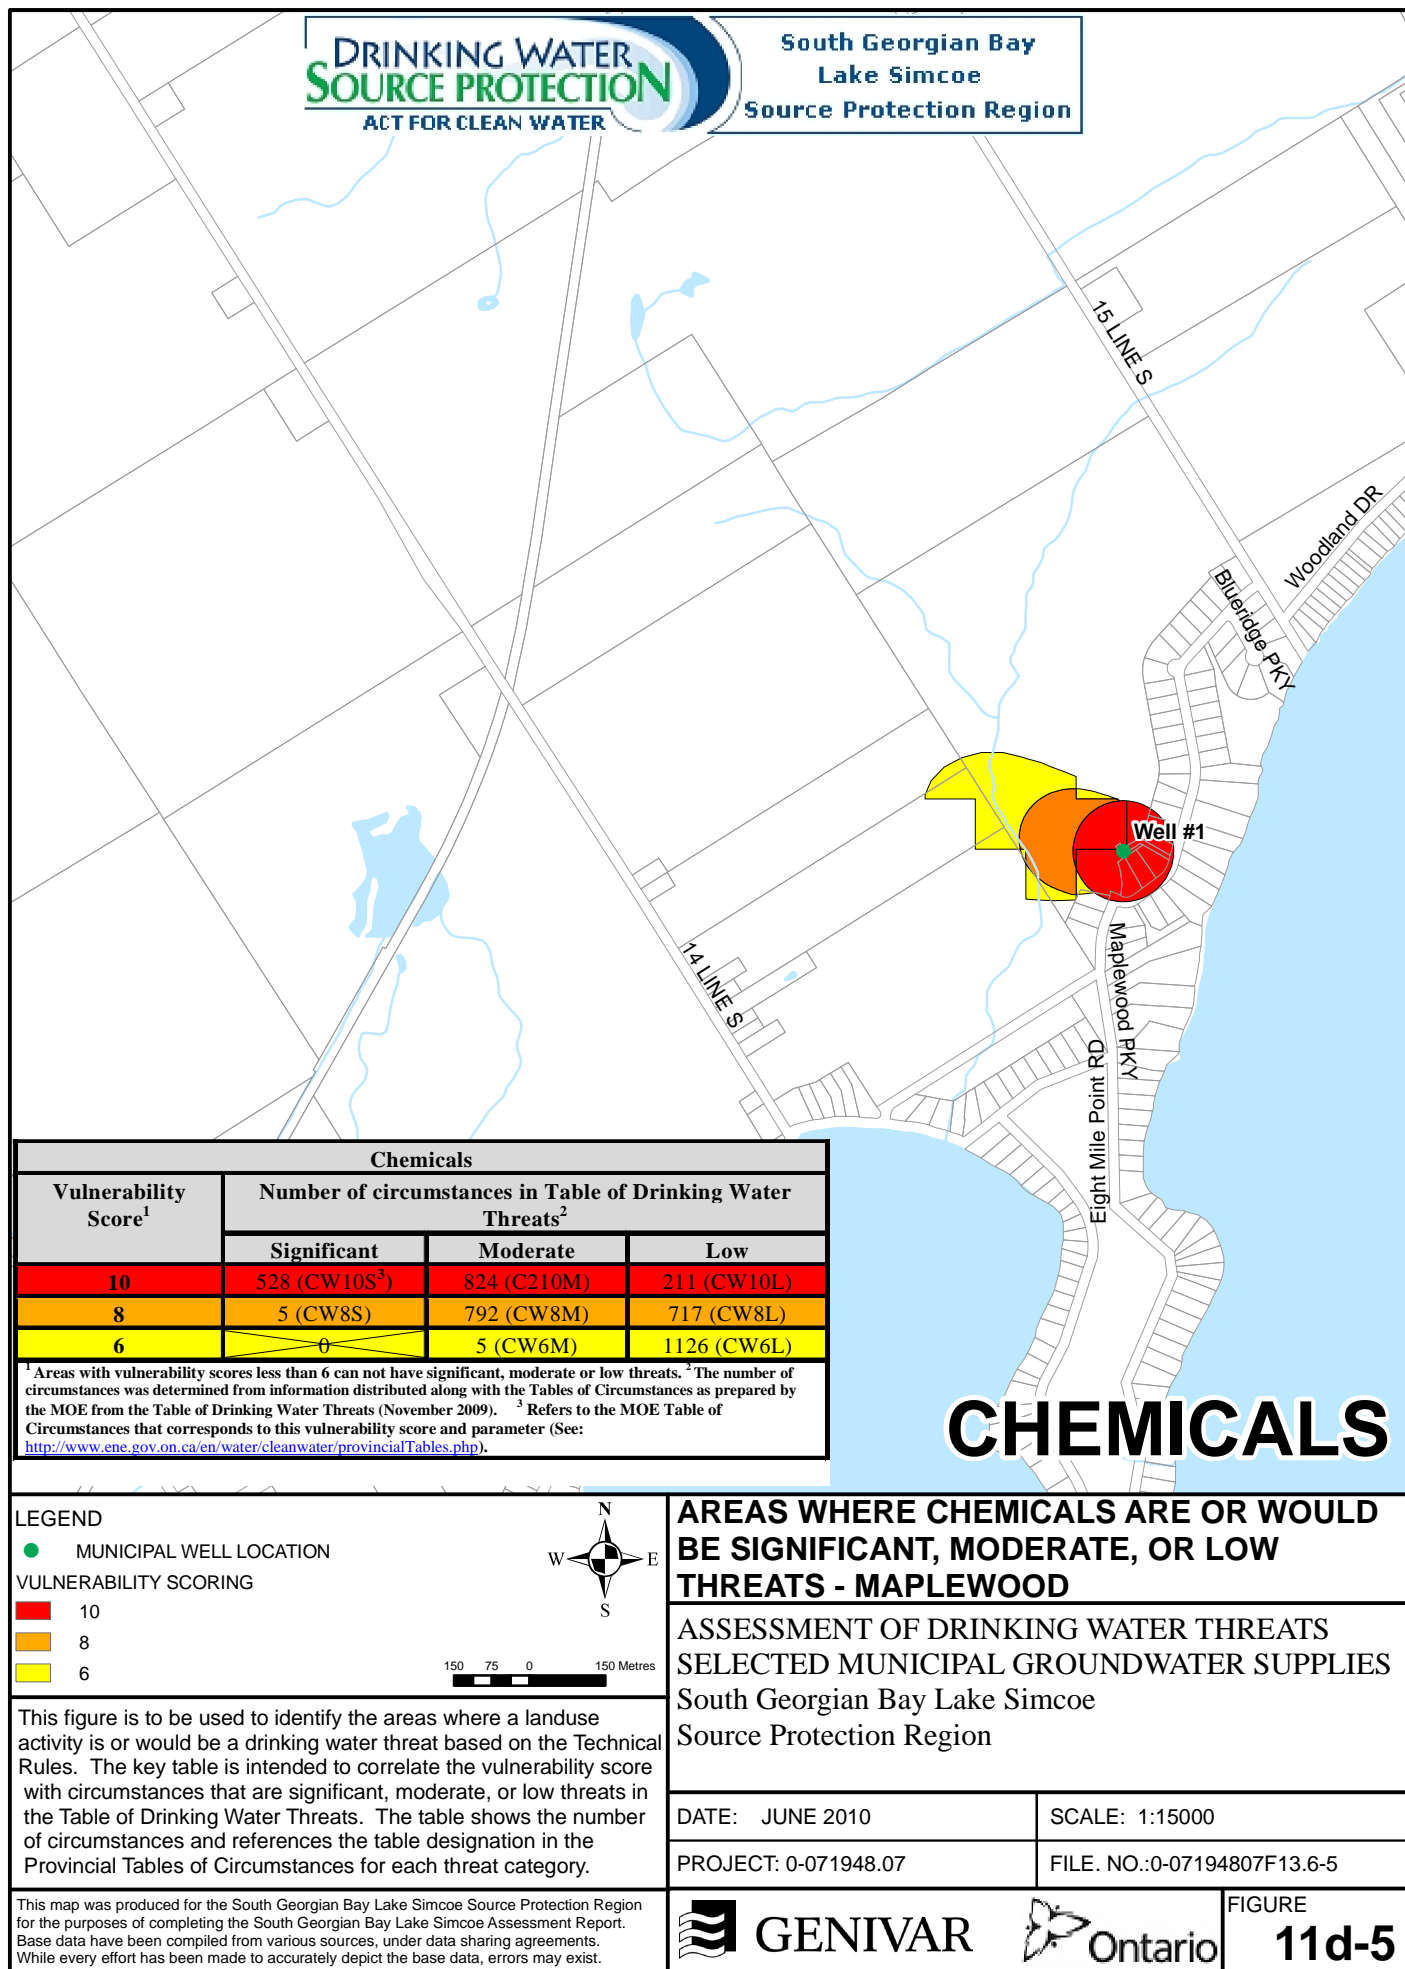 DRINKING WATER
SOURCE PROTECTION
ACT FOR CLEAN WATER
South Georgian Bay
Lake Simcoe
Source Protection Region
15 LINE S
Woodland DR
Blueridge PKY
Well #1
14 LINE S
Maplewood PKY
Eight Mile Point RD
Chemicals
Vulnerability Score1
Number of circumstances in Table of Drinking Water
Threats2
Significant Moderate Low
10 528 (CW10S3) 824 (C210M) 211 (CW10L)
8 5 (CW8S) 792 (CW8M) 717 (CW8L)
6 0 5 (CW6M) 1126 (CW6L)
1 Areas with vulnerability scores less than 6 can not have significant, moderate or low threats. 2 The number of
circumstances was determined from information distributed along with the Tables of Circumstances as prepared by
the MOE from the Table of Drinking Water Threats (November 2009). 3 Refers to the MOE Table of
Circumstances that corresponds to this vulnerability score and parameter (See:
http://www.ene.gov.on.ca/en/water/cleanwater/provincialTables.php).
CHEMICALS
LEGEND
MUNICIPAL WELL LOCATION
VULNERABILITY SCORING
10
8
6
N
W E
S
150 75 0 150 Metres
This figure is to be used to identify the areas where a landuse
activity is or would be a drinking water threat based on the Technical
Rules. The key table is intended to correlate the vulnerability score
with circumstances that are significant, moderate, or low threats in
the Table of Drinking Water Threats. The table shows the number
of circumstances and references the table designation in the
Provincial Tables of Circumstances for each threat category.
This map was produced for the South Georgian Bay Lake Simcoe Source Protection Region
for the purposes of completing the South Georgian Bay Lake Simcoe Assessment Report.
Base data have been compiled from various sources, under data sharing agreements.
While every effort has been made to accurately depict the base data, errors may exist.
AREAS WHERE CHEMICALS ARE OR WOULD
BE SIGNIFICANT, MODERATE, OR LOW
THREATS - MAPLEWOOD
ASSESSMENT OF DRINKING WATER THREATS
SELECTED MUNICIPAL GROUNDWATER SUPPLIES
South Georgian Bay Lake Simcoe
Source Protection Region
DATE: JUNE 2010
SCALE: 1:15000
PROJECT: 0-071948.07
FILE. NO.:0-07194807F13.6-5
GENIVAR
Ontario
FIGURE
11d-5